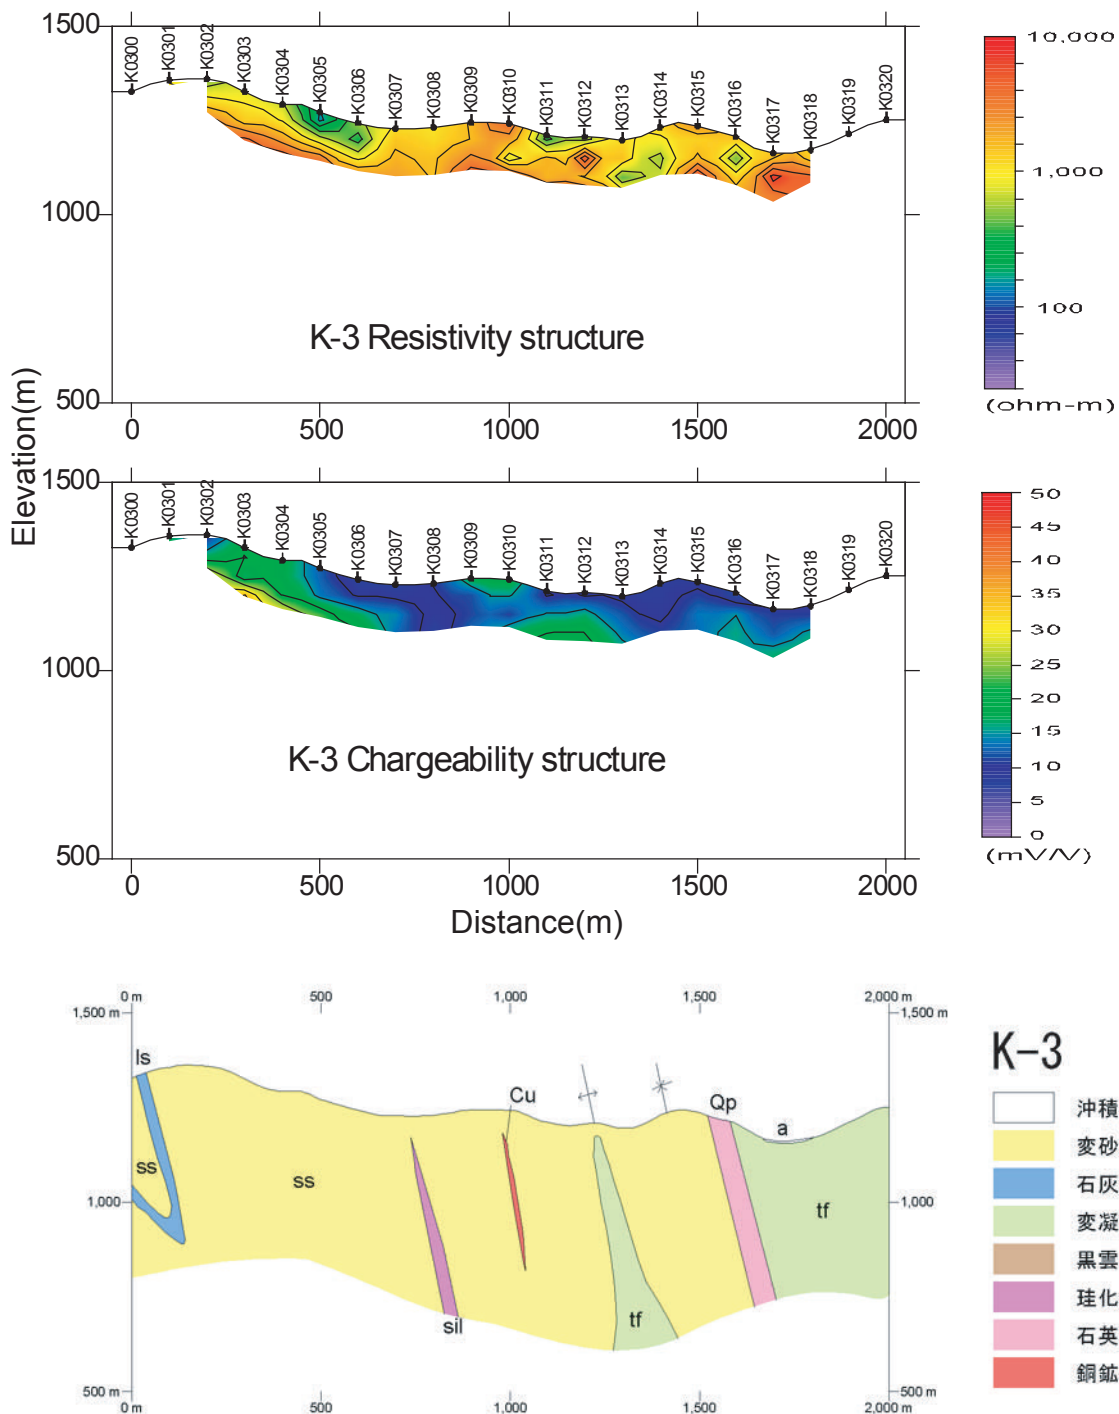 1500
1000
500
K0300
K0301
K0302
K0303
K0304
K0305
K0306
K0307
K0308
K0309
K0310
K0311
K0312
K0313
K0314
K0315
K0316
K0317
K0318
K0319
K0320
K-3 Resistivity structure
0
500
1000
1500
2000
10,000
1,000
100
(ohm-m)
Elevation(m)
1500
1000
500
K0300
K0301
K0302
K0303
K0304
K0305
K0306
K0307
K0308
K0309
K0310
K0311
K0312
K0313
K0314
K0315
K0316
K0317
K0318
K0319
K0320
K-3 Chargeability structure
0
500
1000
1500
2000
Distance(m)
50
45
40
35
30
25
20
15
10
5
0
(mV/V)
0 m
500
1,000
1,500
2,000 m
1,500 m
1,500 m
ls
Cu
Qp
a
ss
ss
tf
1,000
1,000
sil
tf
500 m
500 m
0 m
500
1,000
1,500
2,000 m
K-3
沖積
変砂
石灰
変凝
黒雲
珪化
石英
銅鉱